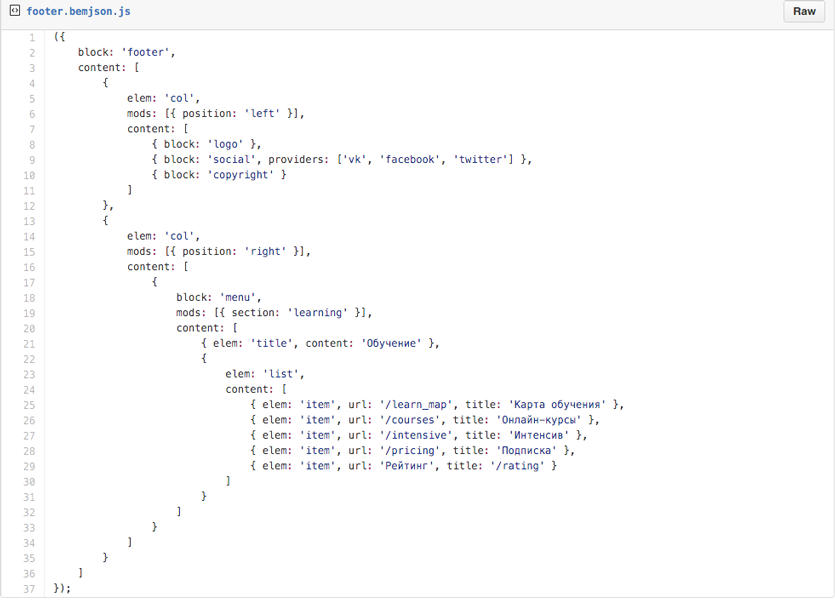 footer.bemjson.js
Raw
1 ({
2     block: 'footer',
3     content: [
4         {
5             elem: 'col',
6             mods: [{ position: 'left' }],
7             content: [
8                 { block: 'logo' },
9                 { block: 'social', providers: ['vk', 'facebook', 'twitter'] },
10                 { block: 'copyright' }
11             ]
12         },
13         {
14             elem: 'col',
15             mods: [{ position: 'right' }],
16             content: [
17                 {
18                     block: 'menu',
19                     mods: [{ section: 'learning' }],
20                     content: [
21                         { elem: 'title', content: 'Обучение' },
22                         {
23                             elem: 'list',
24                             content: [
25                                 { elem: 'item', url: '/learn_map', title: 'Карта обучения' },
26                                 { elem: 'item', url: '/courses', title: 'Онлайн-курсы' },
27                                 { elem: 'item', url: '/intensive', title: 'Интенсив' },
28                                 { elem: 'item', url: '/pricing', title: 'Подписка' },
29                                 { elem: 'item', url: 'Рейтинг', title: '/rating' }
30                             ]
31                         }
32                     ]
33                 }
34             ]
35         }
36     ]
37 });